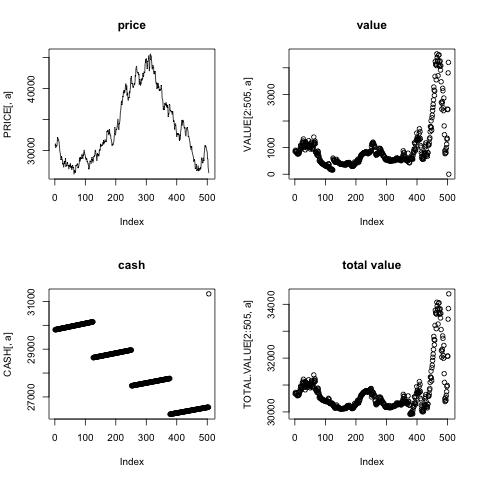 price
PRICE[, a]
30000
40000
0 100 200 300 400 500
Index
value
VALUE[2:505, a]
0
1000
3000
0 100 200 300 400 500
Index
cash
CASH[, a]
27000
29000
31000
0 100 200 300 400 500
Index
total value
TOTAL.VALUE[2:505, a]
30000
32000
34000
0 100 200 300 400 500
Index